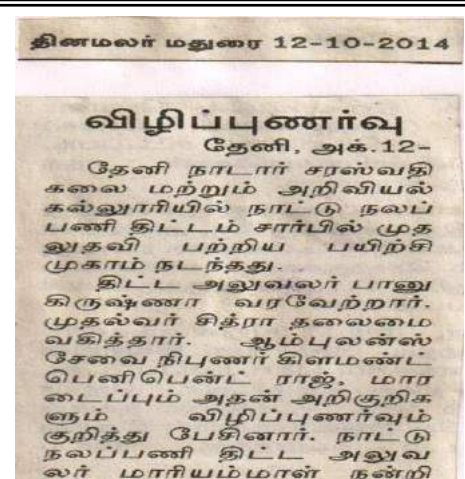 தினமலர் மதுரை 12-10-2014
விழிப்புணர்வு
தேனி, அக்.12-
தேனி நாடார் சரஸ்வதி
கலை மற்றும் அறிவியல்
கல்லூரியில் நாட்டு நலப்
பணி திட்டம் சார்பில் முத
லுதவி பற்றிய பயிற்சி
முகாம் நடந்தது.
திட்ட அலுவலர் பானு
கிருஷ்ணா வரவேற்றார்.
முதல்வர் சித்ரா தலைமை
வகித்தார். ஆம்புலன்ஸ்
சேவை நிபுணர் கிளமண்ட்
பெனிபென்ட் ராஜ், மார
டைப்பும் அதன் அறிகுறிக
ளும் விழிப்புணர்வும்
குறித்து பேசினார். நாட்டு
நலப்பணி திட்ட அலுவ
லர் மாரியம்மாள் நன்றி